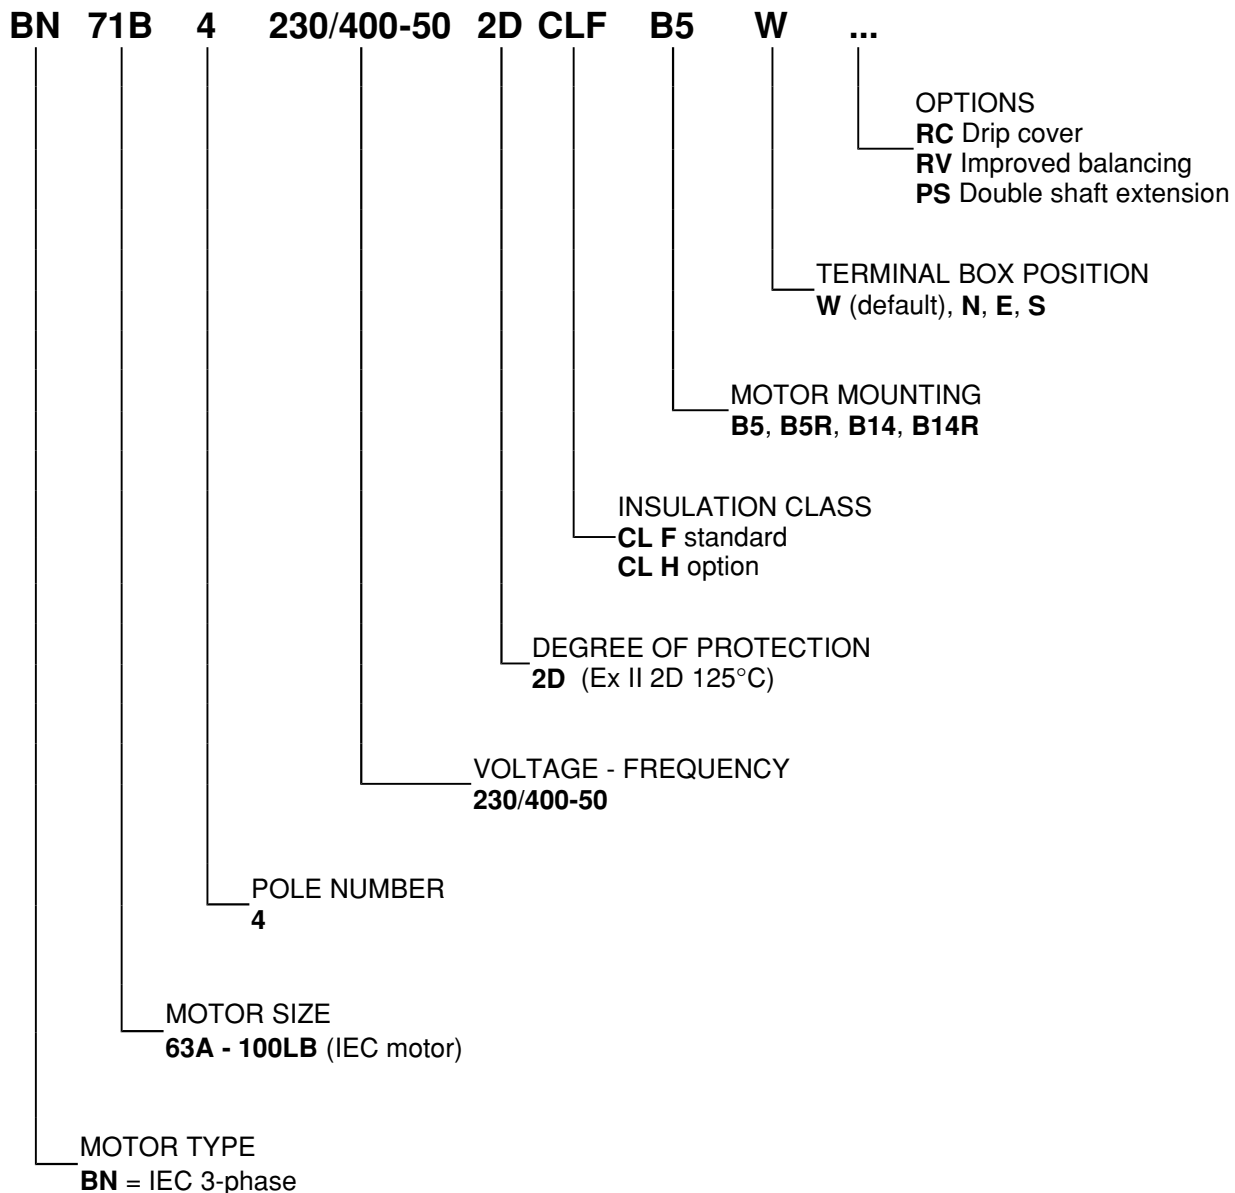 BN 71B 4 230/400-50 2D CLF B5 W ...
OPTIONS
RC Drip cover
RV Improved balancing
PS Double shaft extension
TERMINAL BOX POSITION
W (default), N, E, S
MOTOR MOUNTING
B5, B5R, B14, B14R
INSULATION CLASS
CL F standard
CL H option
DEGREE OF PROTECTION
2D (Ex II 2D 125°C)
VOLTAGE - FREQUENCY
230/400-50
POLE NUMBER
4
MOTOR SIZE
63A - 100LB (IEC motor)
MOTOR TYPE
BN = IEC 3-phase